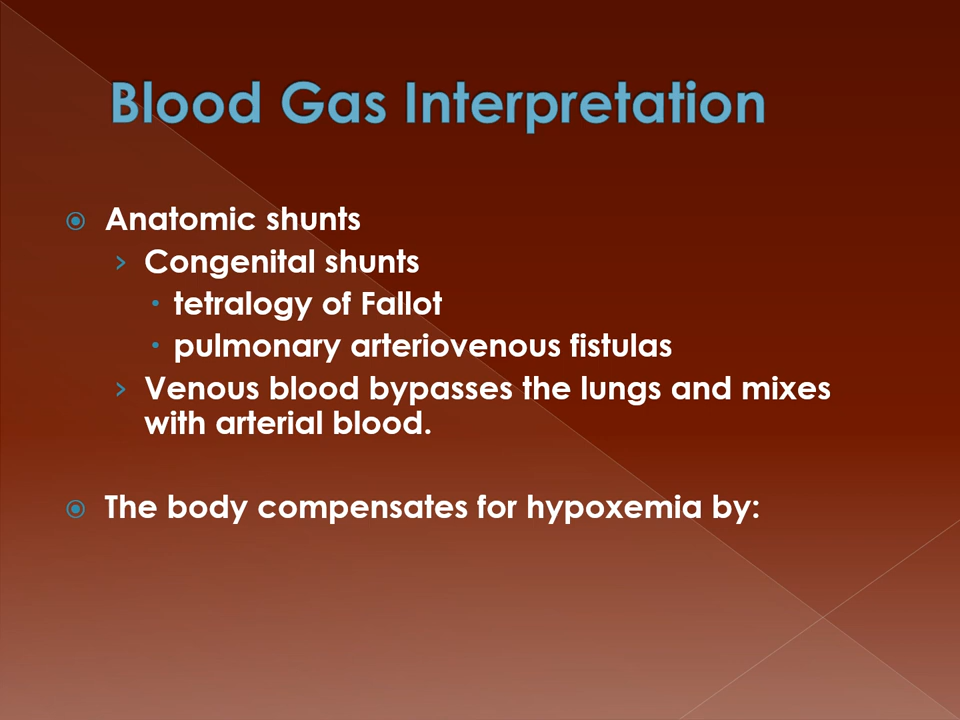 Blood Gas Interpretation
Anatomic shunts
Congenital shunts
tetralogy of Fallot
pulmonary arteriovenous fistulas
Venous blood bypasses the lungs and mixes
with arterial blood.
The body compensates for hypoxemia by: